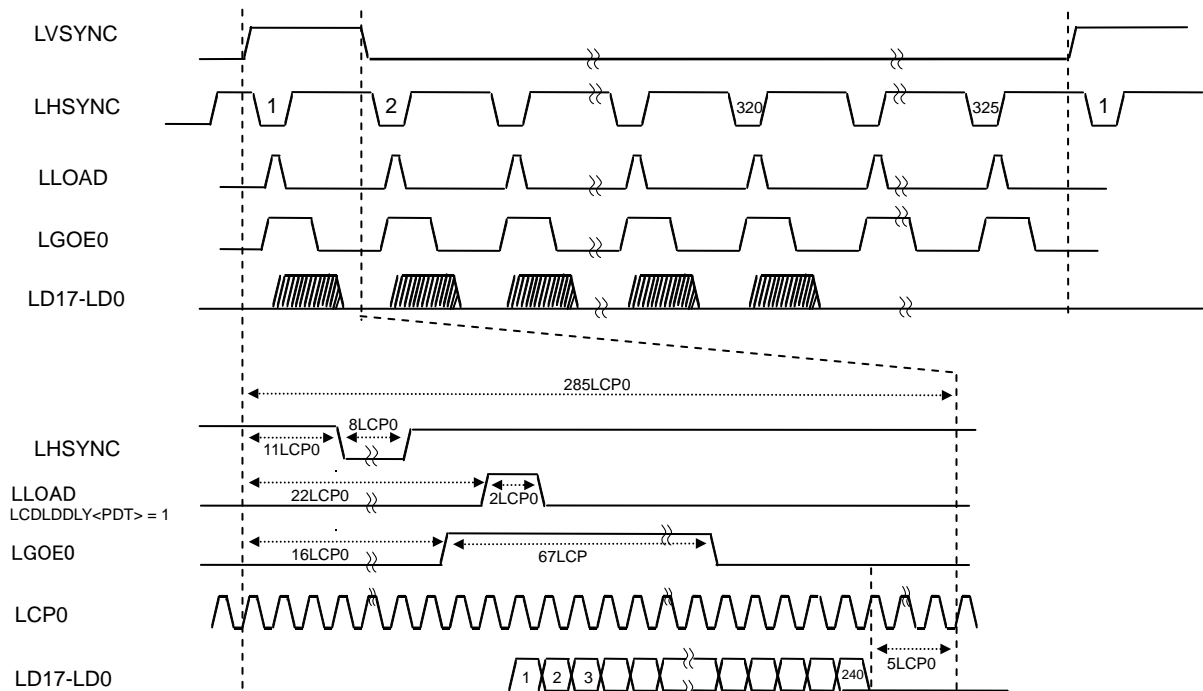 LVSYNC
LHSYNC
1
2
320
325
1
LLOAD
LGOE0
LD17-LD0
285LCP0
LHSYNC
11LCP0
8LCP0
LLOAD
LCDLDDLY<PDT> = 1
22LCP0
2LCP0
LGOE0
16LCP0
67LCP
LCP0
5LCP0
LD17-LD0
1
2
3
240